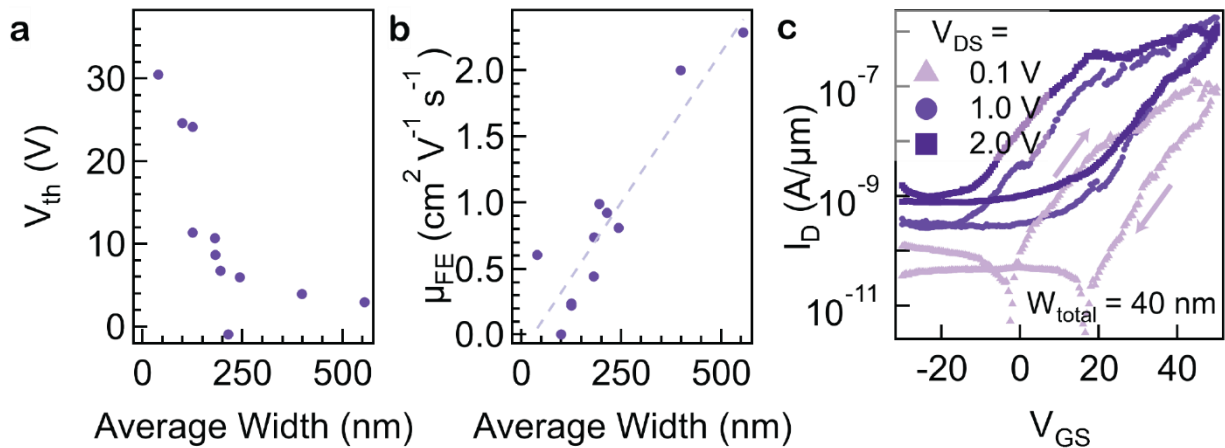 a
30
20
10
0
V_th (V)
0
250
500
Average Width (nm)
b
2.0
1.5
1.0
0.5
0.0
μ_FE (cm² V⁻¹ s⁻¹)
0
250
500
Average Width (nm)
c
V_DS =
0.1 V
1.0 V
2.0 V
10⁻⁷
10⁻⁹
10⁻¹¹
I_D (A/μm)
W_total = 40 nm
-20
0
20
40
V_GS